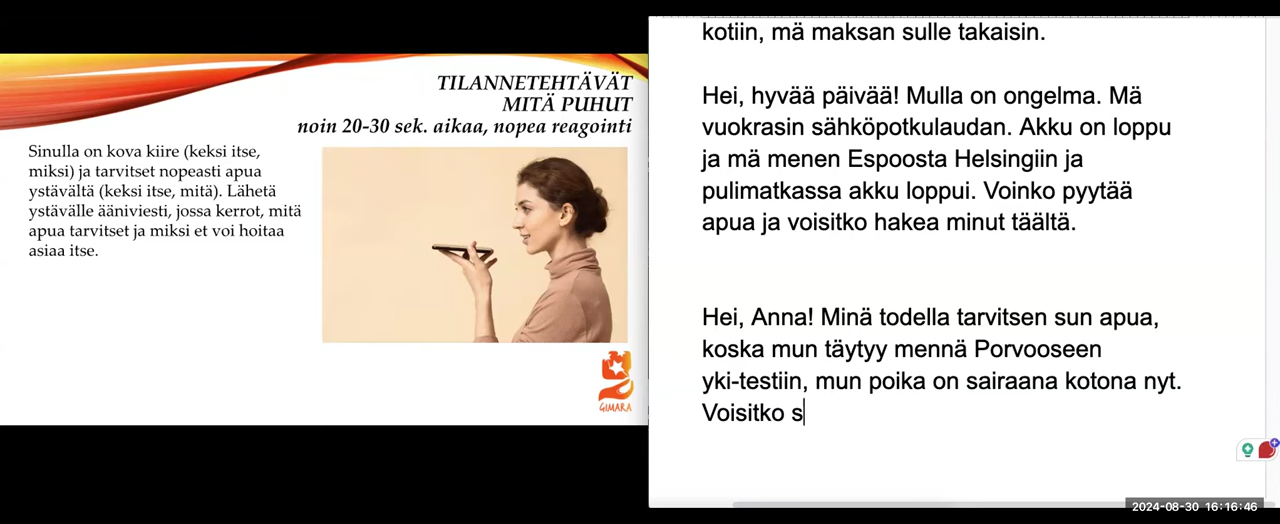 TILANNETEHTÄVÄT
MITÄ PUHUT
noin 20-30 sek. aikaa, nopea reagointi
Sinulla on kova kiire (keksi itse,
miksi) ja tarvitset nopeasti apua
ystävältä (keksi itse, mitä). Lähetä
ystävälle ääniviesti, jossa kerrot, mitä
apua tarvitset ja miksi et voi hoitaa
asiaa itse.
GIMARA
kotiin, mä maksan sulle takaisin.
Hei, hyvää päivää! Mulla on ongelma. Mä
vuokrasin sähköpotkulaudan. Akku on loppu
ja mä menen Espoosta Helsingiin ja
pulimatkassa akku loppui. Voinko pyytää
apua ja voisitko hakea minut täältä.
Hei, Anna! Minä todella tarvitsen sun apua,
koska mun täytyy mennä Porvooseen
yki-testiin, mun poika on sairaana kotona nyt.
Voisitko s
2024-08-30 16:16:46